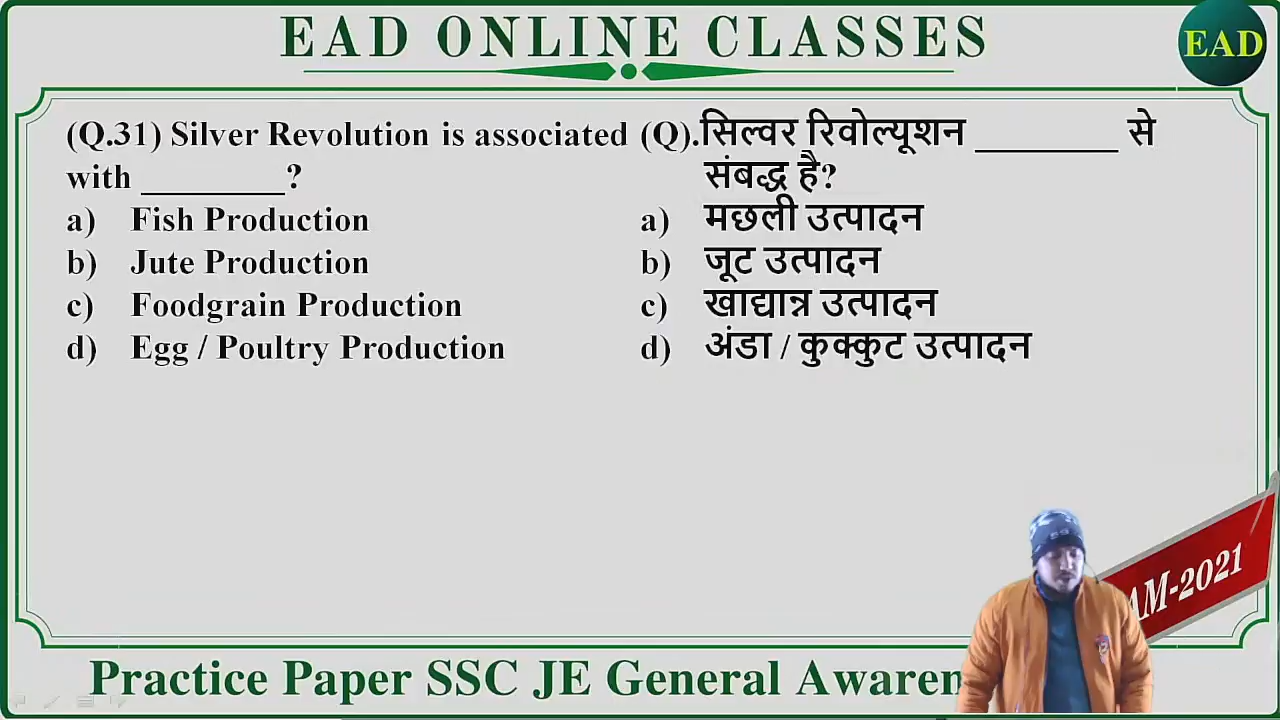 EAD ONLINE CLASSES
EAD
(Q.31) Silver Revolution is associated
with ________?
a) Fish Production
b) Jute Production
c) Foodgrain Production
d) Egg / Poultry Production
(Q).सिल्वर रिवोल्यूशन ________ से
संबद्ध है?
a) मछली उत्पादन
b) जूट उत्पादन
c) खाद्यान्न उत्पादन
d) अंडा / कुक्कुट उत्पादन
AM-2021
Practice Paper SSC JE General Awaren